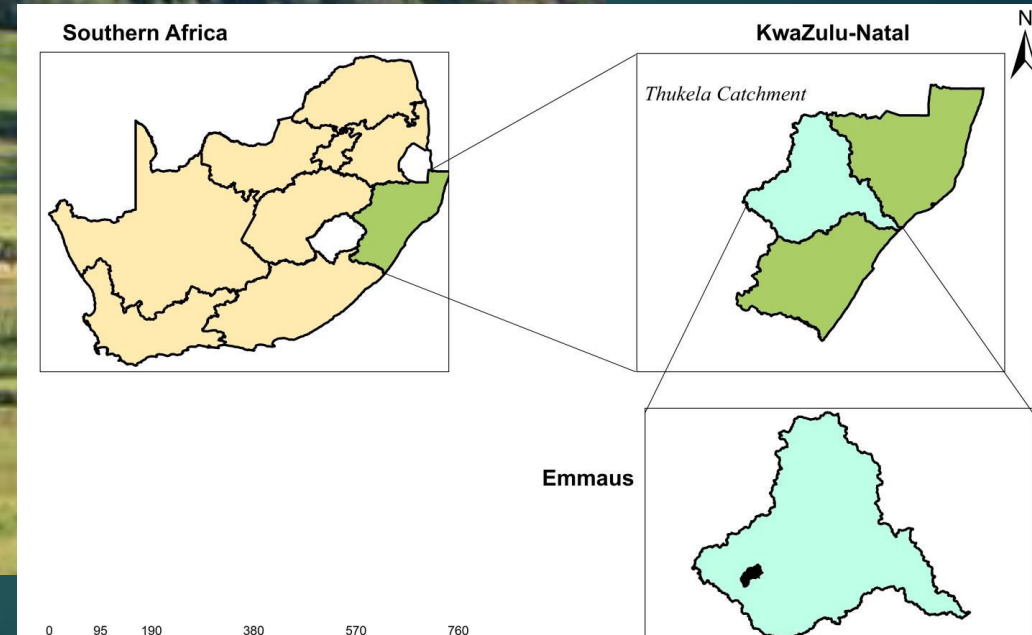 Southern Africa
KwaZulu-Natal
N
Thukela Catchment
Emmaus
0 95 190 380 570 760